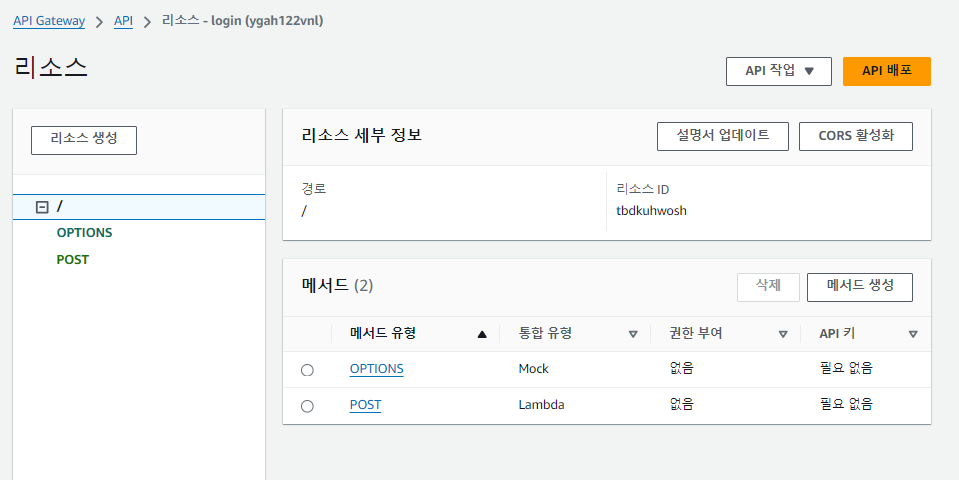 API Gateway > API > 리소스 - login (ygah122vnl)
리소스
API 작업 ▼ API 배포
리소스 생성
/
OPTIONS
POST
리소스 세부 정보 설명서 업데이트 CORS 활성화
경로 리소스 ID
/ tbdkuhwosh
메서드 (2) 삭제 메서드 생성
메서드 유형 통합 유형 권한 부여 API 키
OPTIONS Mock 없음 필요 없음
POST Lambda 없음 필요 없음